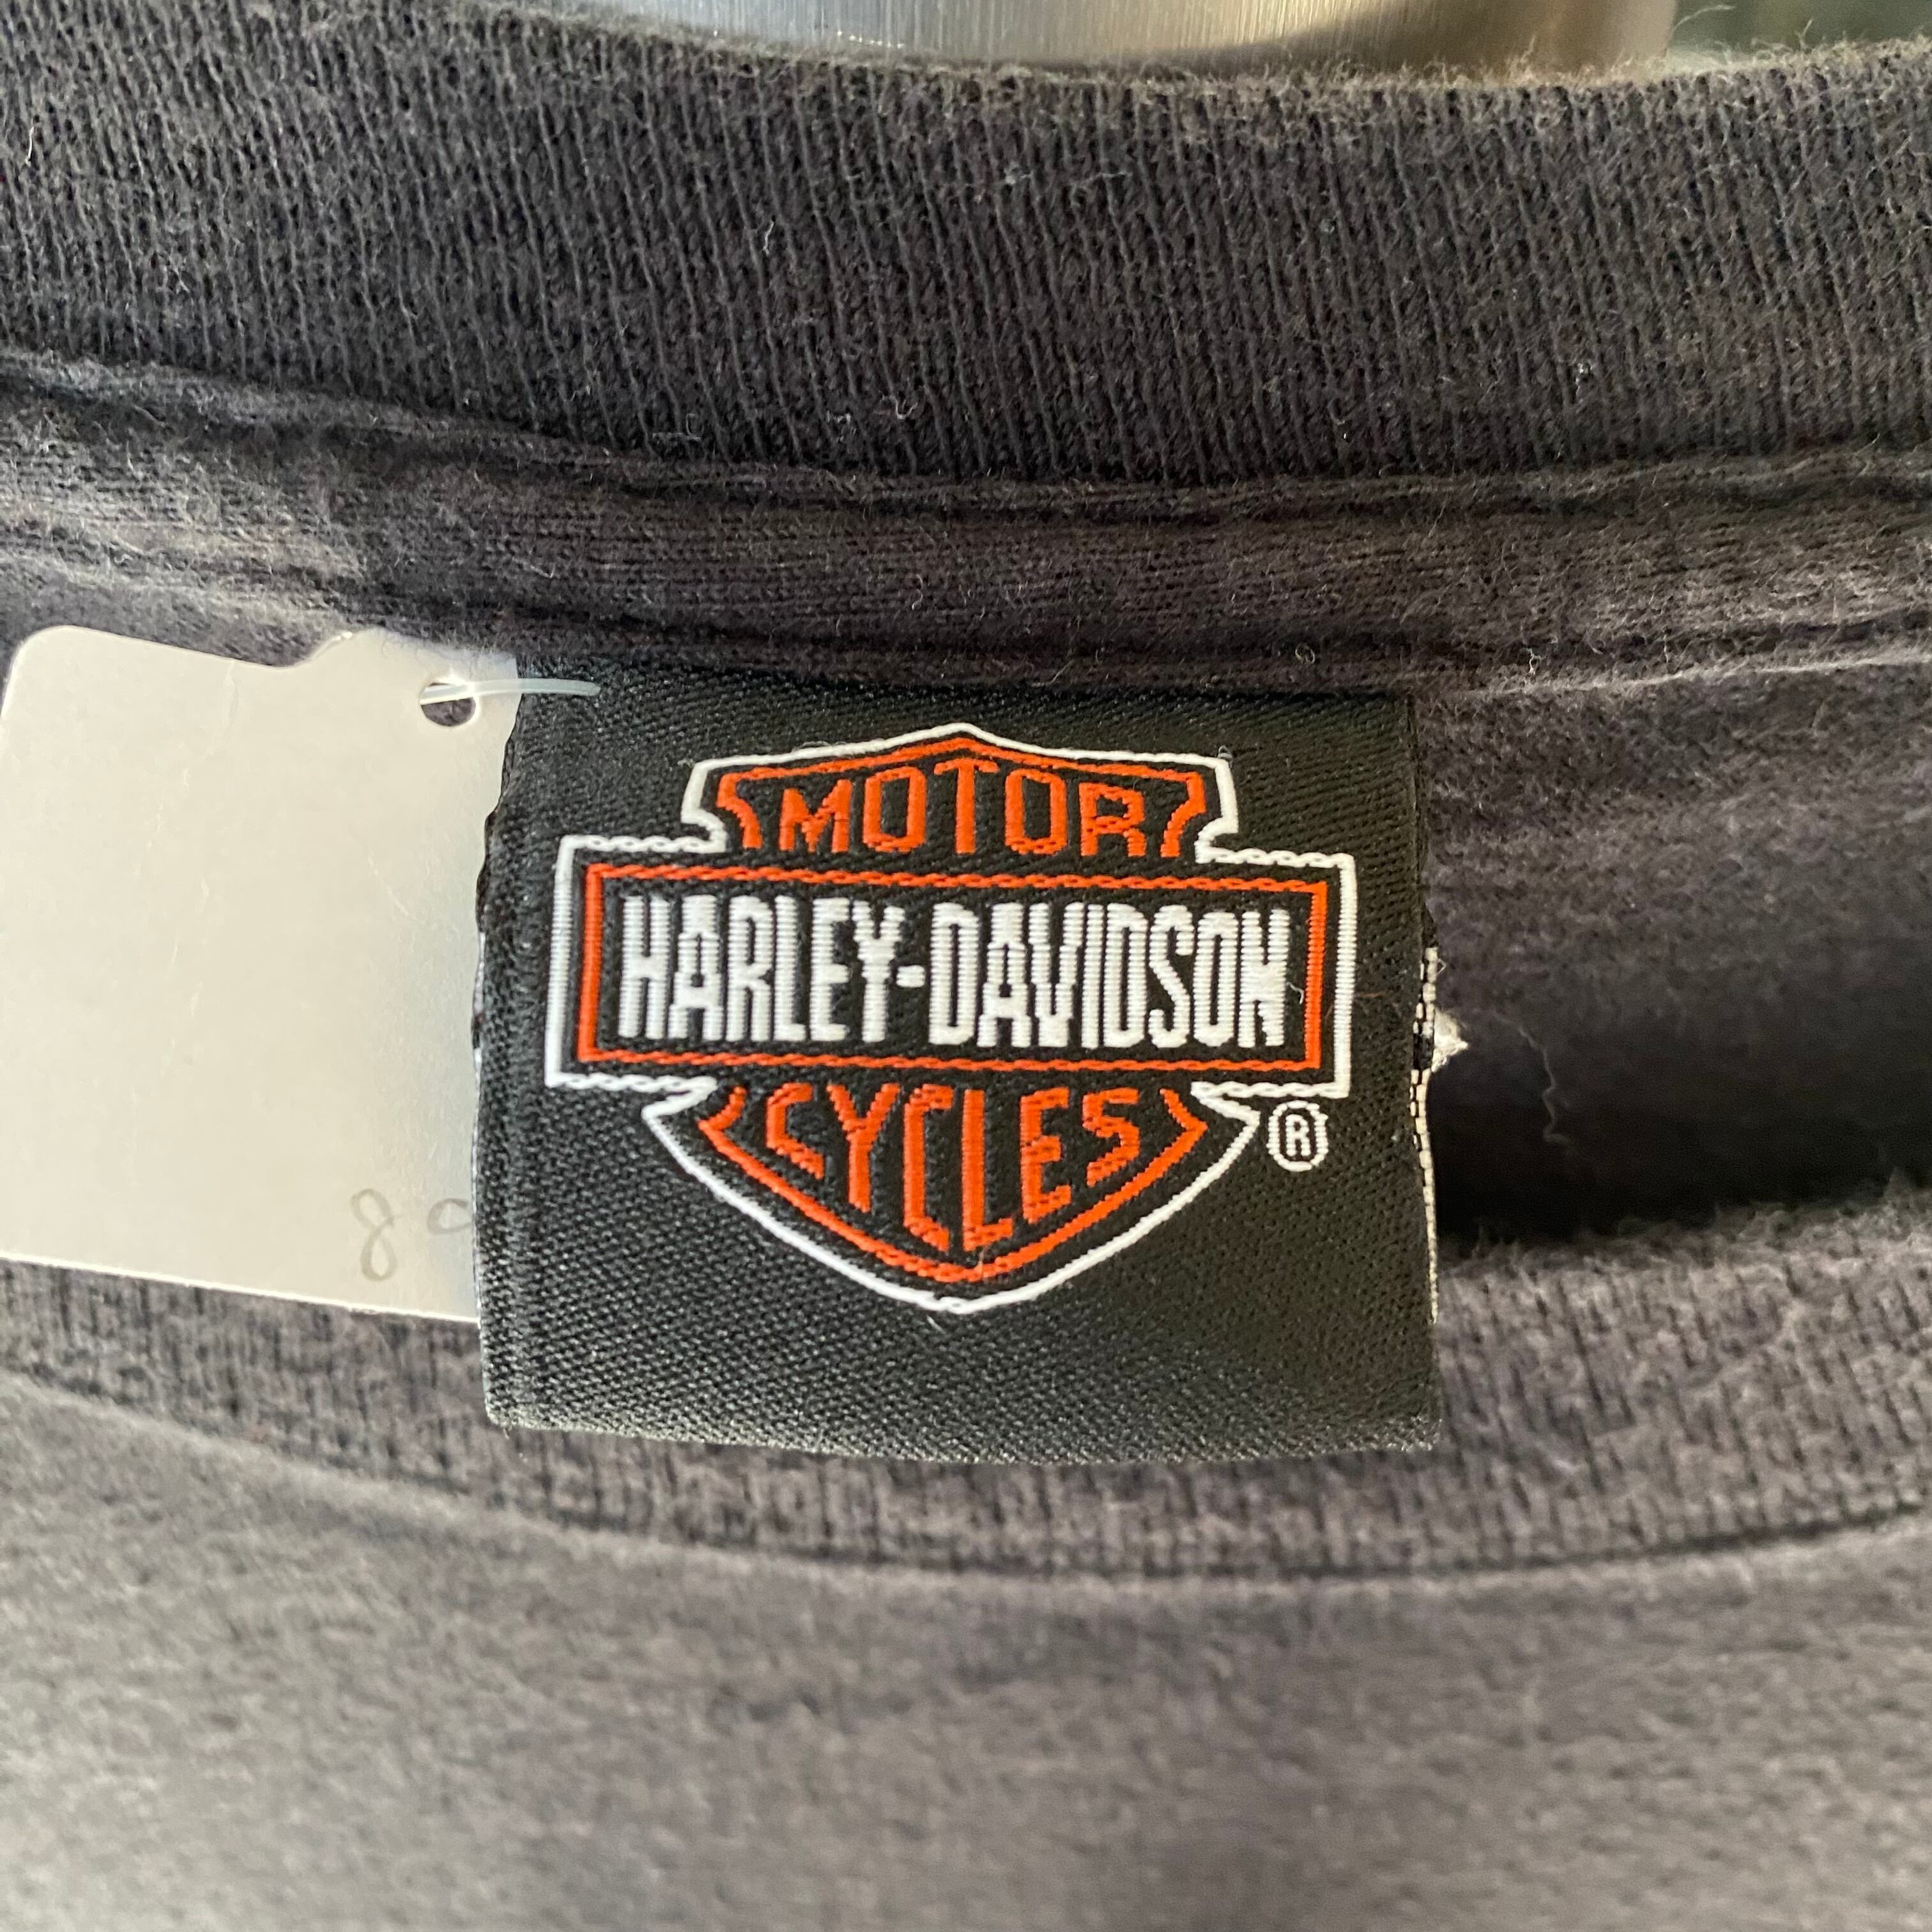 MOTOR
HARLEY-DAVIDSON
CYCLES
®